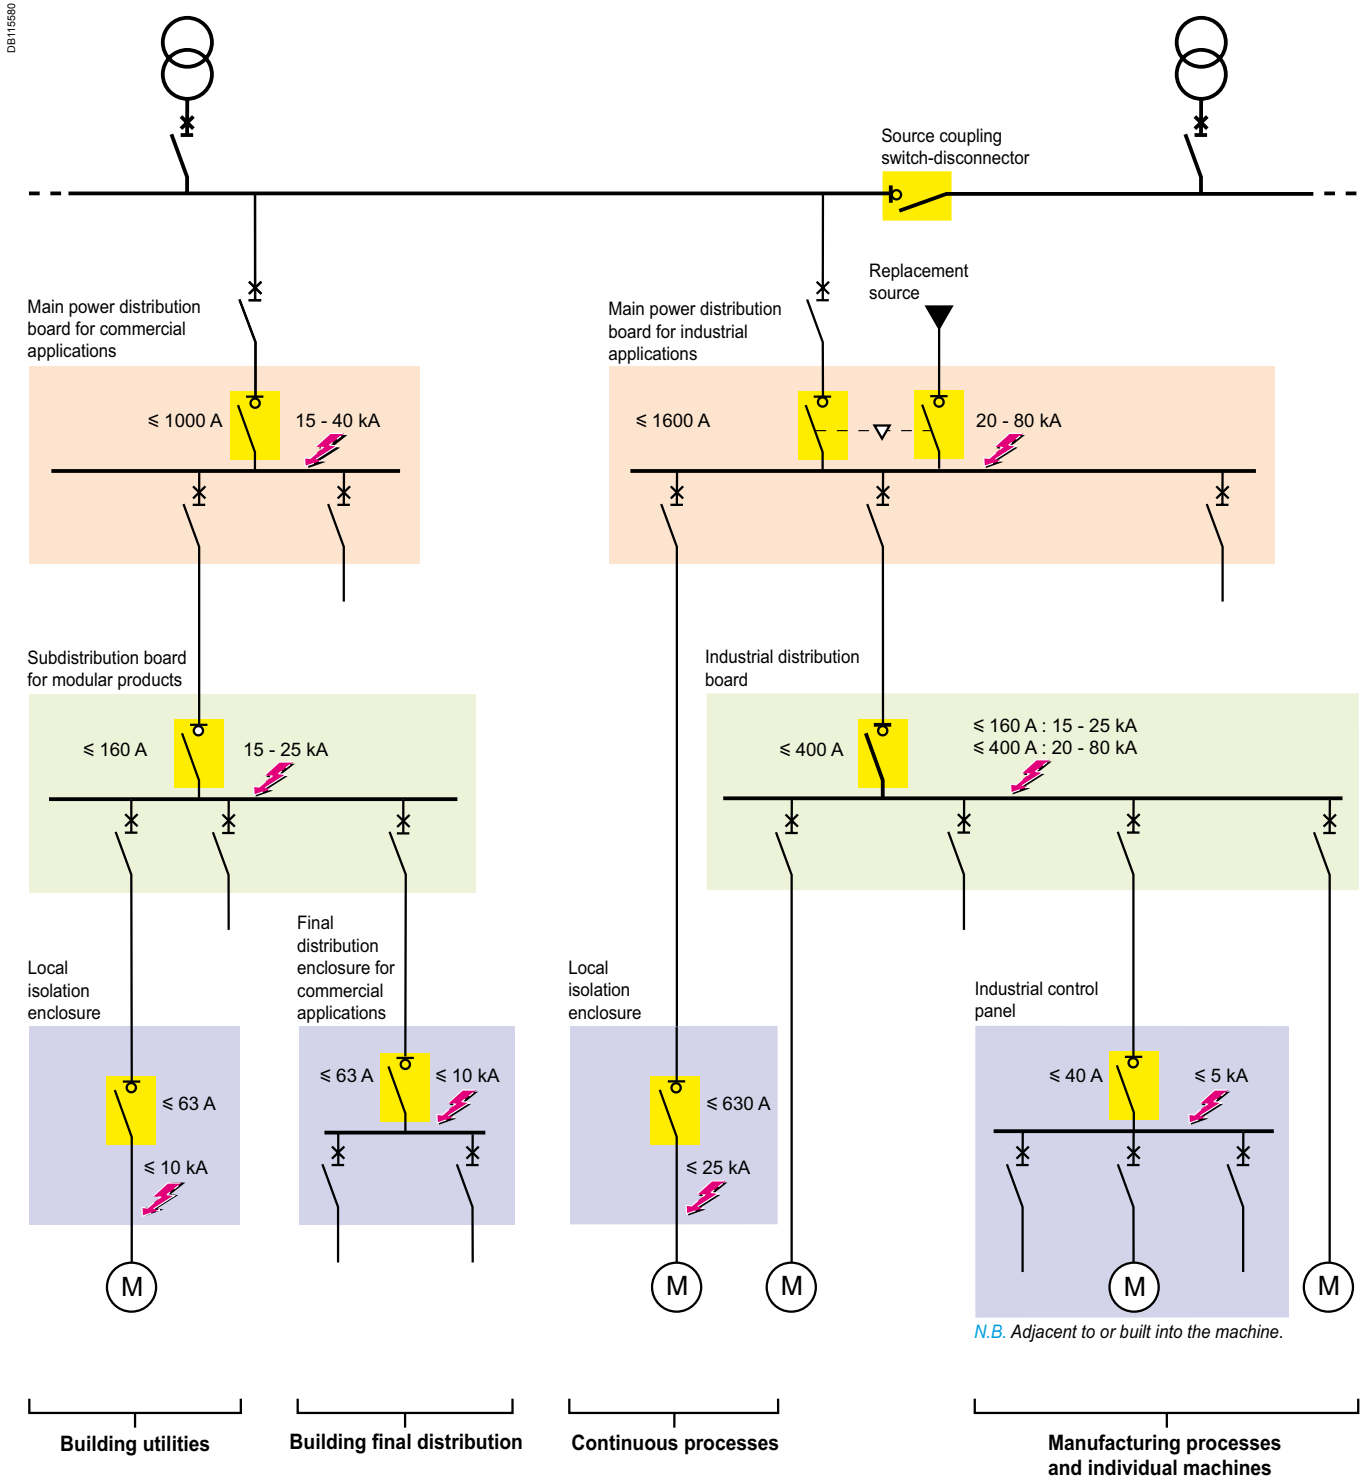 DB115580
Source coupling
switch-disconnector
Replacement
source
Main power distribution
board for commercial
applications
Main power distribution
board for industrial
applications
⩽ 1000 A
15 - 40 kA
⩽ 1600 A
20 - 80 kA
Subdistribution board
for modular products
Industrial distribution
board
⩽ 160 A
15 - 25 kA
⩽ 400 A
⩽ 160 A : 15 - 25 kA
⩽ 400 A : 20 - 80 kA
Local
isolation
enclosure
Final
distribution
enclosure for
commercial
applications
Local
isolation
enclosure
Industrial control
panel
⩽ 63 A
⩽ 10 kA
⩽ 63 A
⩽ 10 kA
⩽ 630 A
⩽ 25 kA
⩽ 40 A
⩽ 5 kA
M
M
M
M
M
N.B. Adjacent to or built into the machine.
Building utilities
Building final distribution
Continuous processes
Manufacturing processes
and individual machines